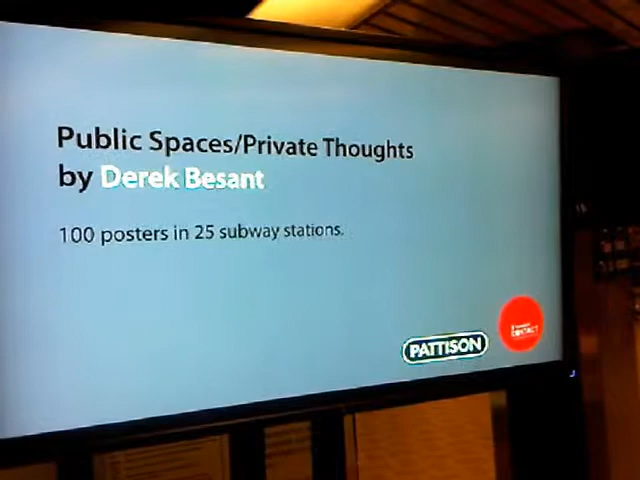 Public Spaces/Private Thoughts
by Derek Besant
100 posters in 25 subway stations.
PATTISON
CONTACT